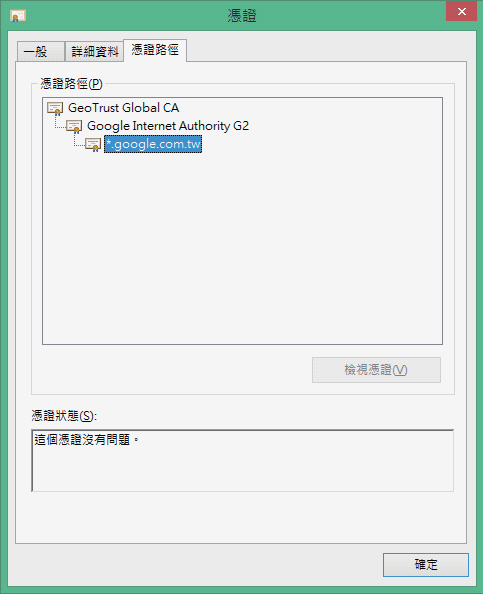 憑證
一般 詳細資料 憑證路徑
憑證路徑(P)
GeoTrust Global CA
Google Internet Authority G2
*.google.com.tw
檢視憑證(V)
憑證狀態(S):
這個憑證沒有問題。
確定